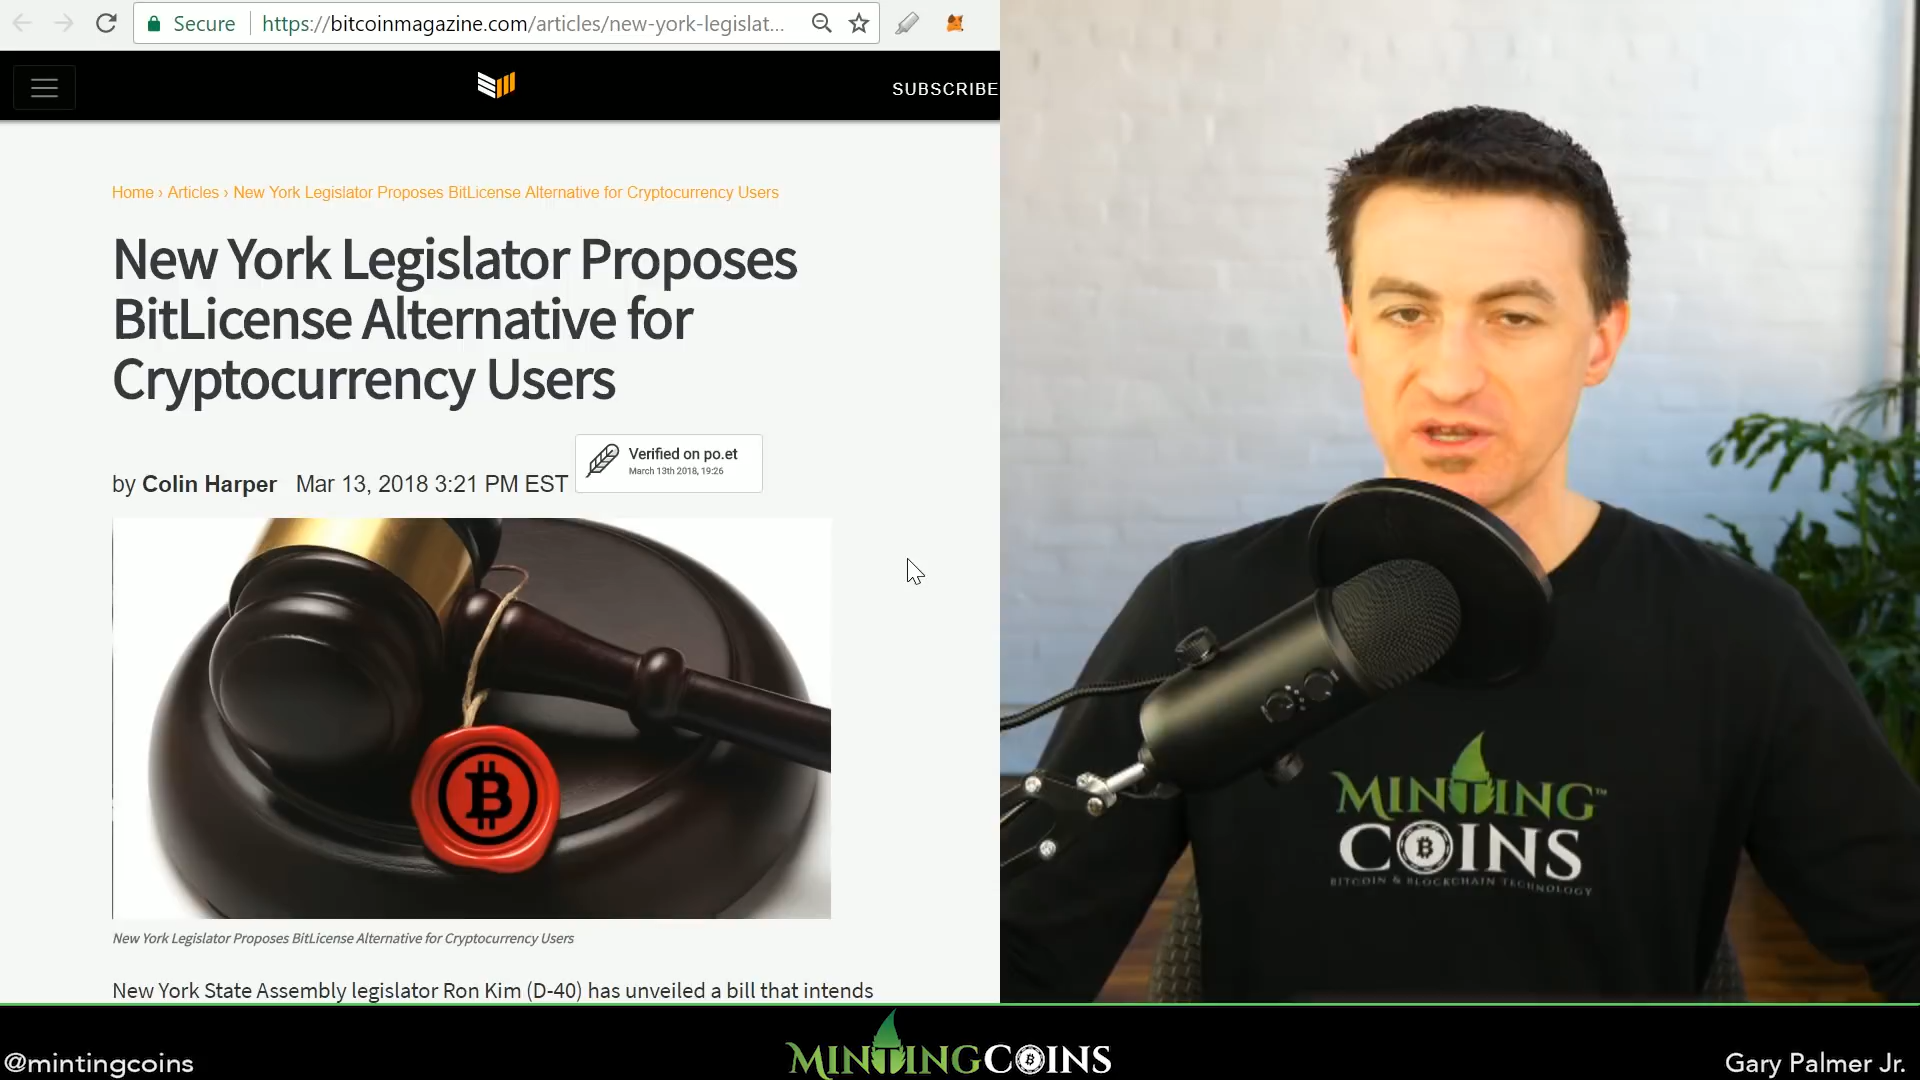 Secure
https://bitcoinmagazine.com/articles/new-york-legislat...
SUBSCRIBE
Home › Articles › New York Legislator Proposes BitLicense Alternative for Cryptocurrency Users
New York Legislator Proposes
BitLicense Alternative for
Cryptocurrency Users
by Colin Harper Mar 13, 2018 3:21 PM EST
Verified on po.et
March 13th 2018, 19:26
New York Legislator Proposes BitLicense Alternative for Cryptocurrency Users
New York State Assembly legislator Ron Kim (D-40) has unveiled a bill that intends
MINTING™
COINS
BITCOIN & BLOCKCHAIN TECHNOLOGY
@mintingcoins
MINTINGCOINS
Gary Palmer Jr.